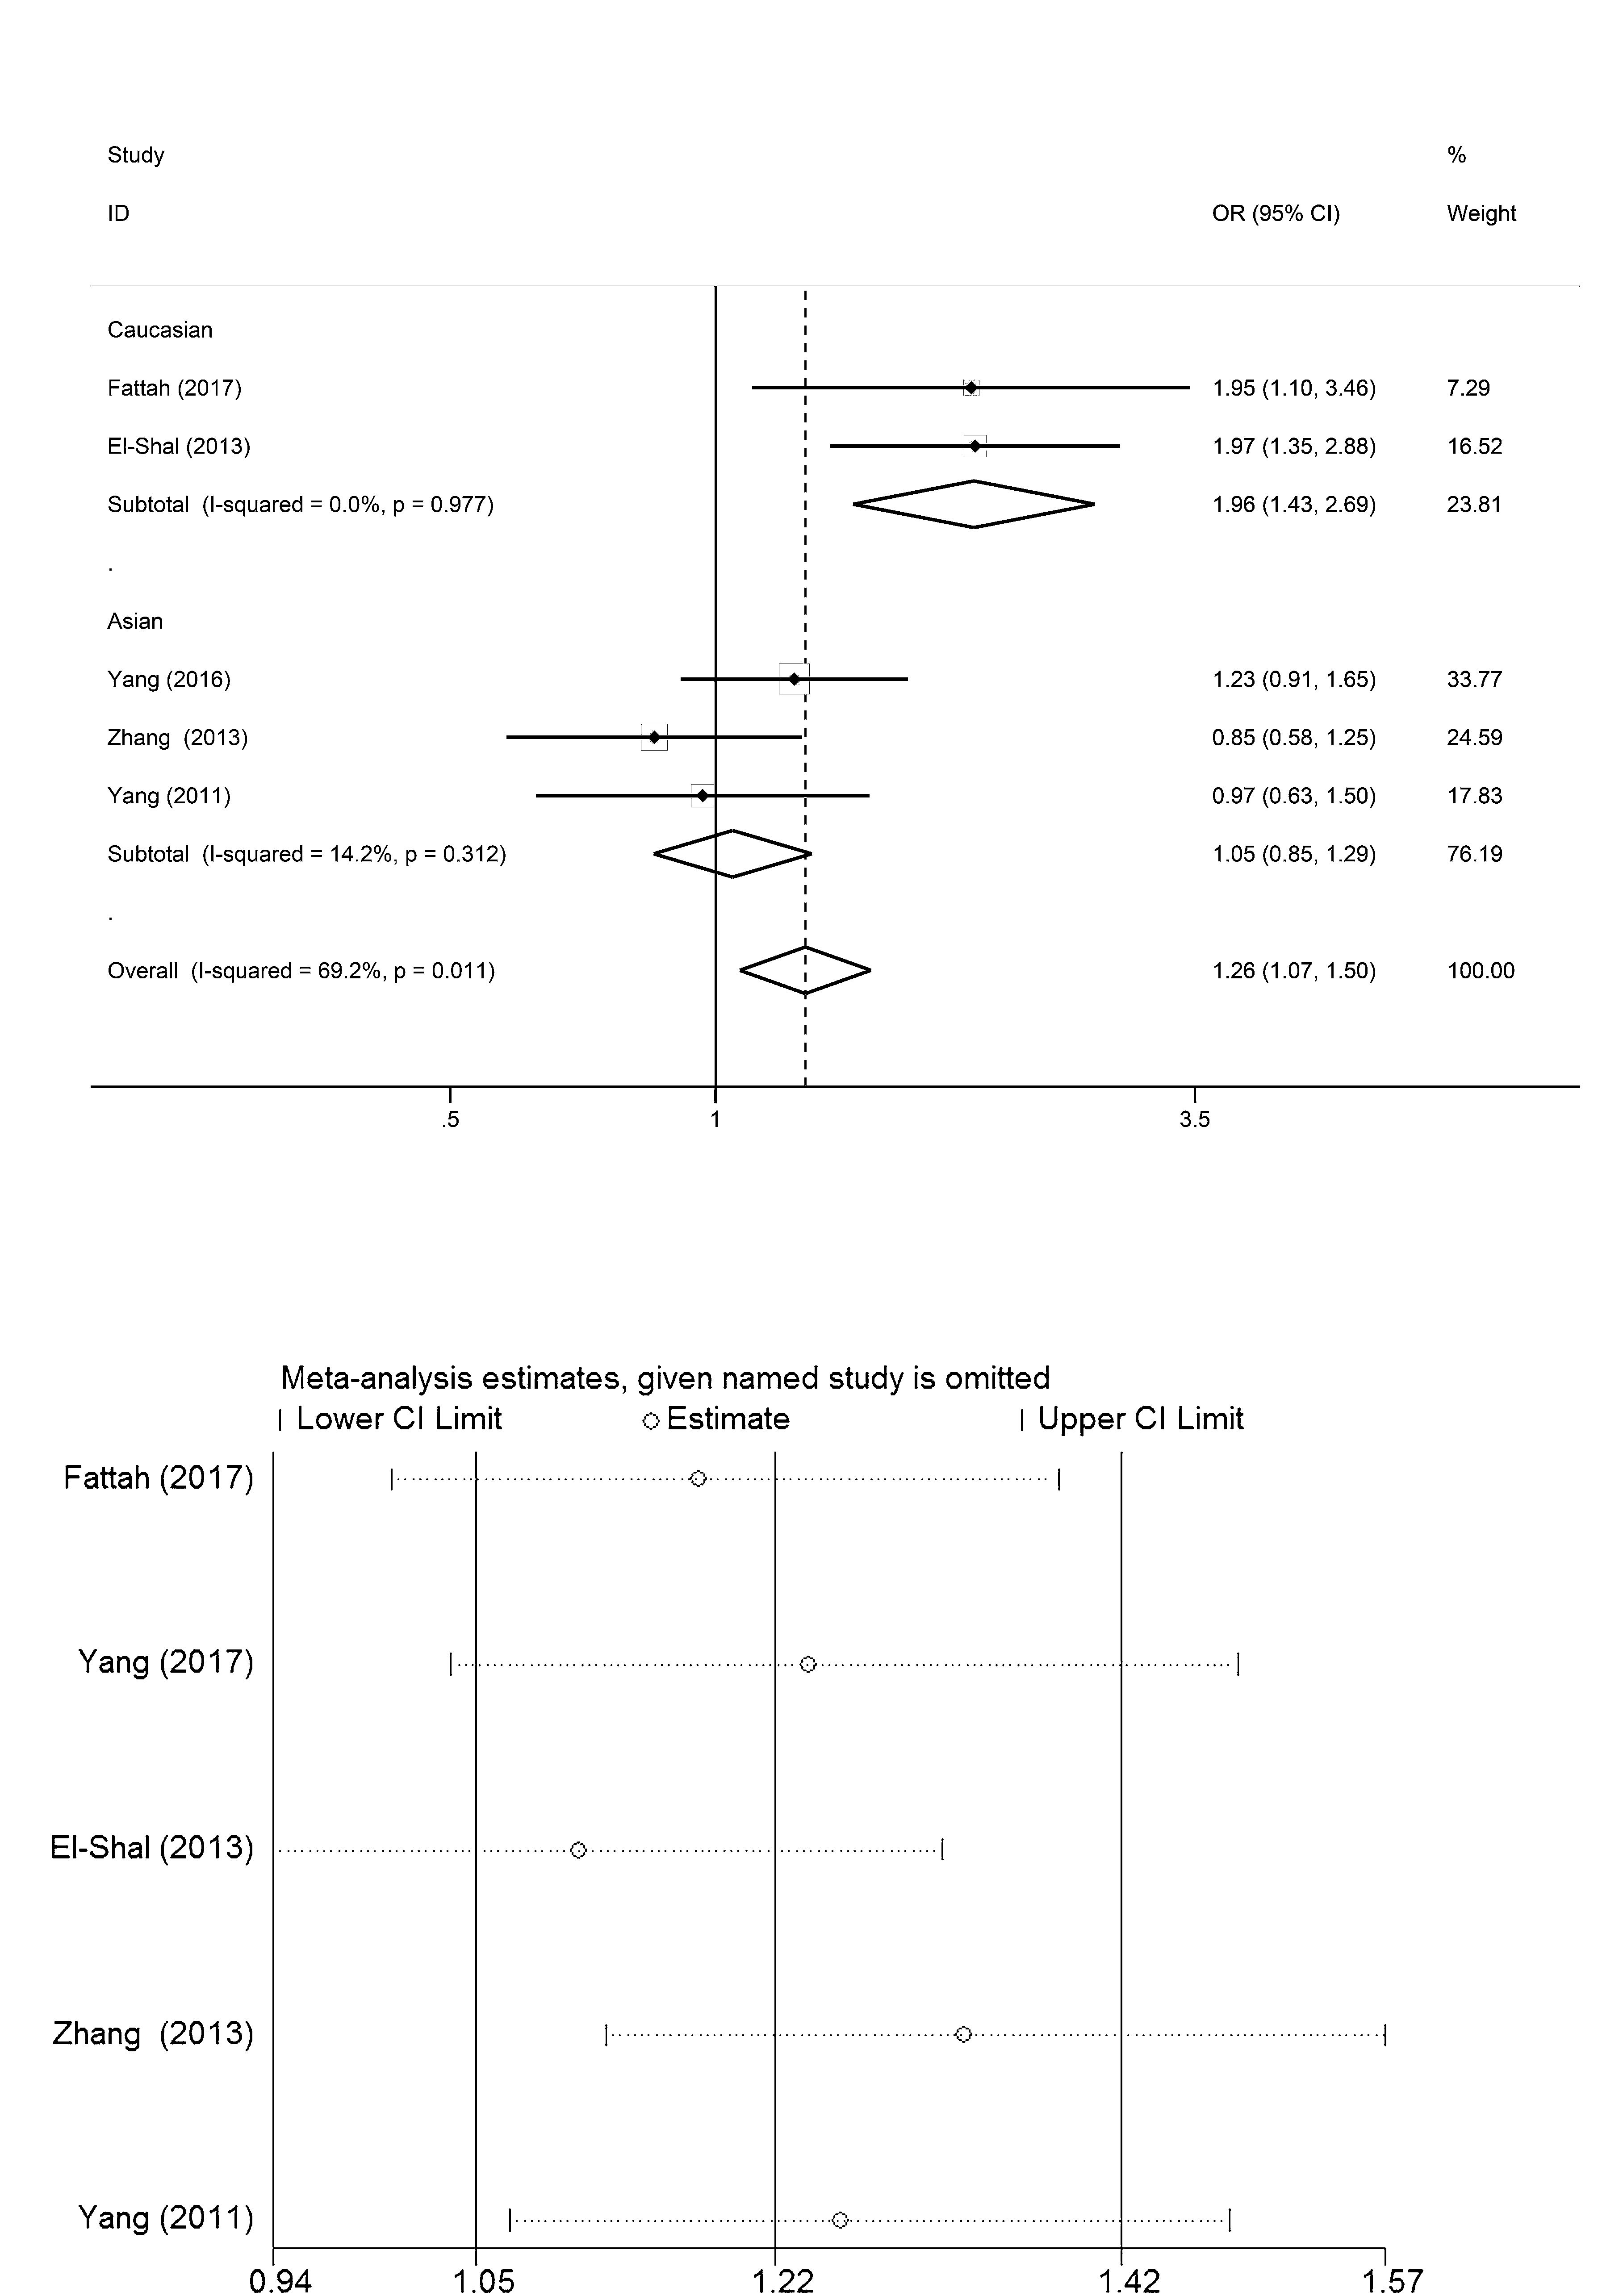 Study %
ID OR (95% CI) Weight
Caucasian
Fattah (2017) 1.95 (1.10, 3.46) 7.29
El-Shal (2013) 1.97 (1.35, 2.88) 16.52
Subtotal (I-squared = 0.0%, p = 0.977) 1.96 (1.43, 2.69) 23.81
.
Asian
Yang (2016) 1.23 (0.91, 1.65) 33.77
Zhang (2013) 0.85 (0.58, 1.25) 24.59
Yang (2011) 0.97 (0.63, 1.50) 17.83
Subtotal (I-squared = 14.2%, p = 0.312) 1.05 (0.85, 1.29) 76.19
.
Overall (I-squared = 69.2%, p = 0.011) 1.26 (1.07, 1.50) 100.00
.5 1 3.5
Meta-analysis estimates, given named study is omitted
| Lower CI Limit ○ Estimate | Upper CI Limit
Fattah (2017)
Yang (2017)
El-Shal (2013)
Zhang (2013)
Yang (2011)
0.94 1.05 1.22 1.42 1.57